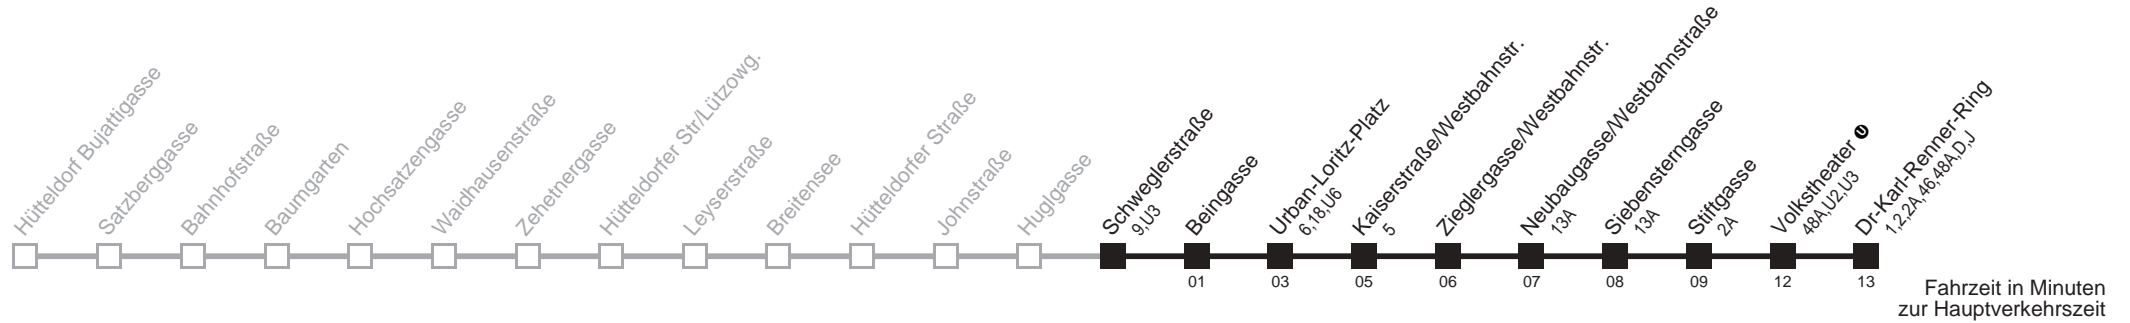 Hütteldorf Bujattigasse
Satzberggasse
Bahnhofstraße
Baumgarten
Hochsatzengasse
Waidhausenstraße
Zehetnergasse
Hütteldorfer Str/Lützowg.
Leyserstraße
Breitensee
Hütteldorfer Straße
Johnstraße
Huglgasse
Schweglerstraße
9,U3
Beingasse
01
Urban-Loritz-Platz
6,18,U6
03
Kaiserstraße/Westbahnstr.
5
05
Zieglergasse/Westbahnstr.
06
Neubaugasse/Westbahnstraße
13A
07
Siebensterngasse
13A
08
Stiftgasse
2A
09
Volkstheater U
48A,U2,U3
12
Dr-Karl-Renner-Ring
1,2,2A,46,48A,D,J
13
Fahrzeit in Minuten
zur Hauptverkehrszeit